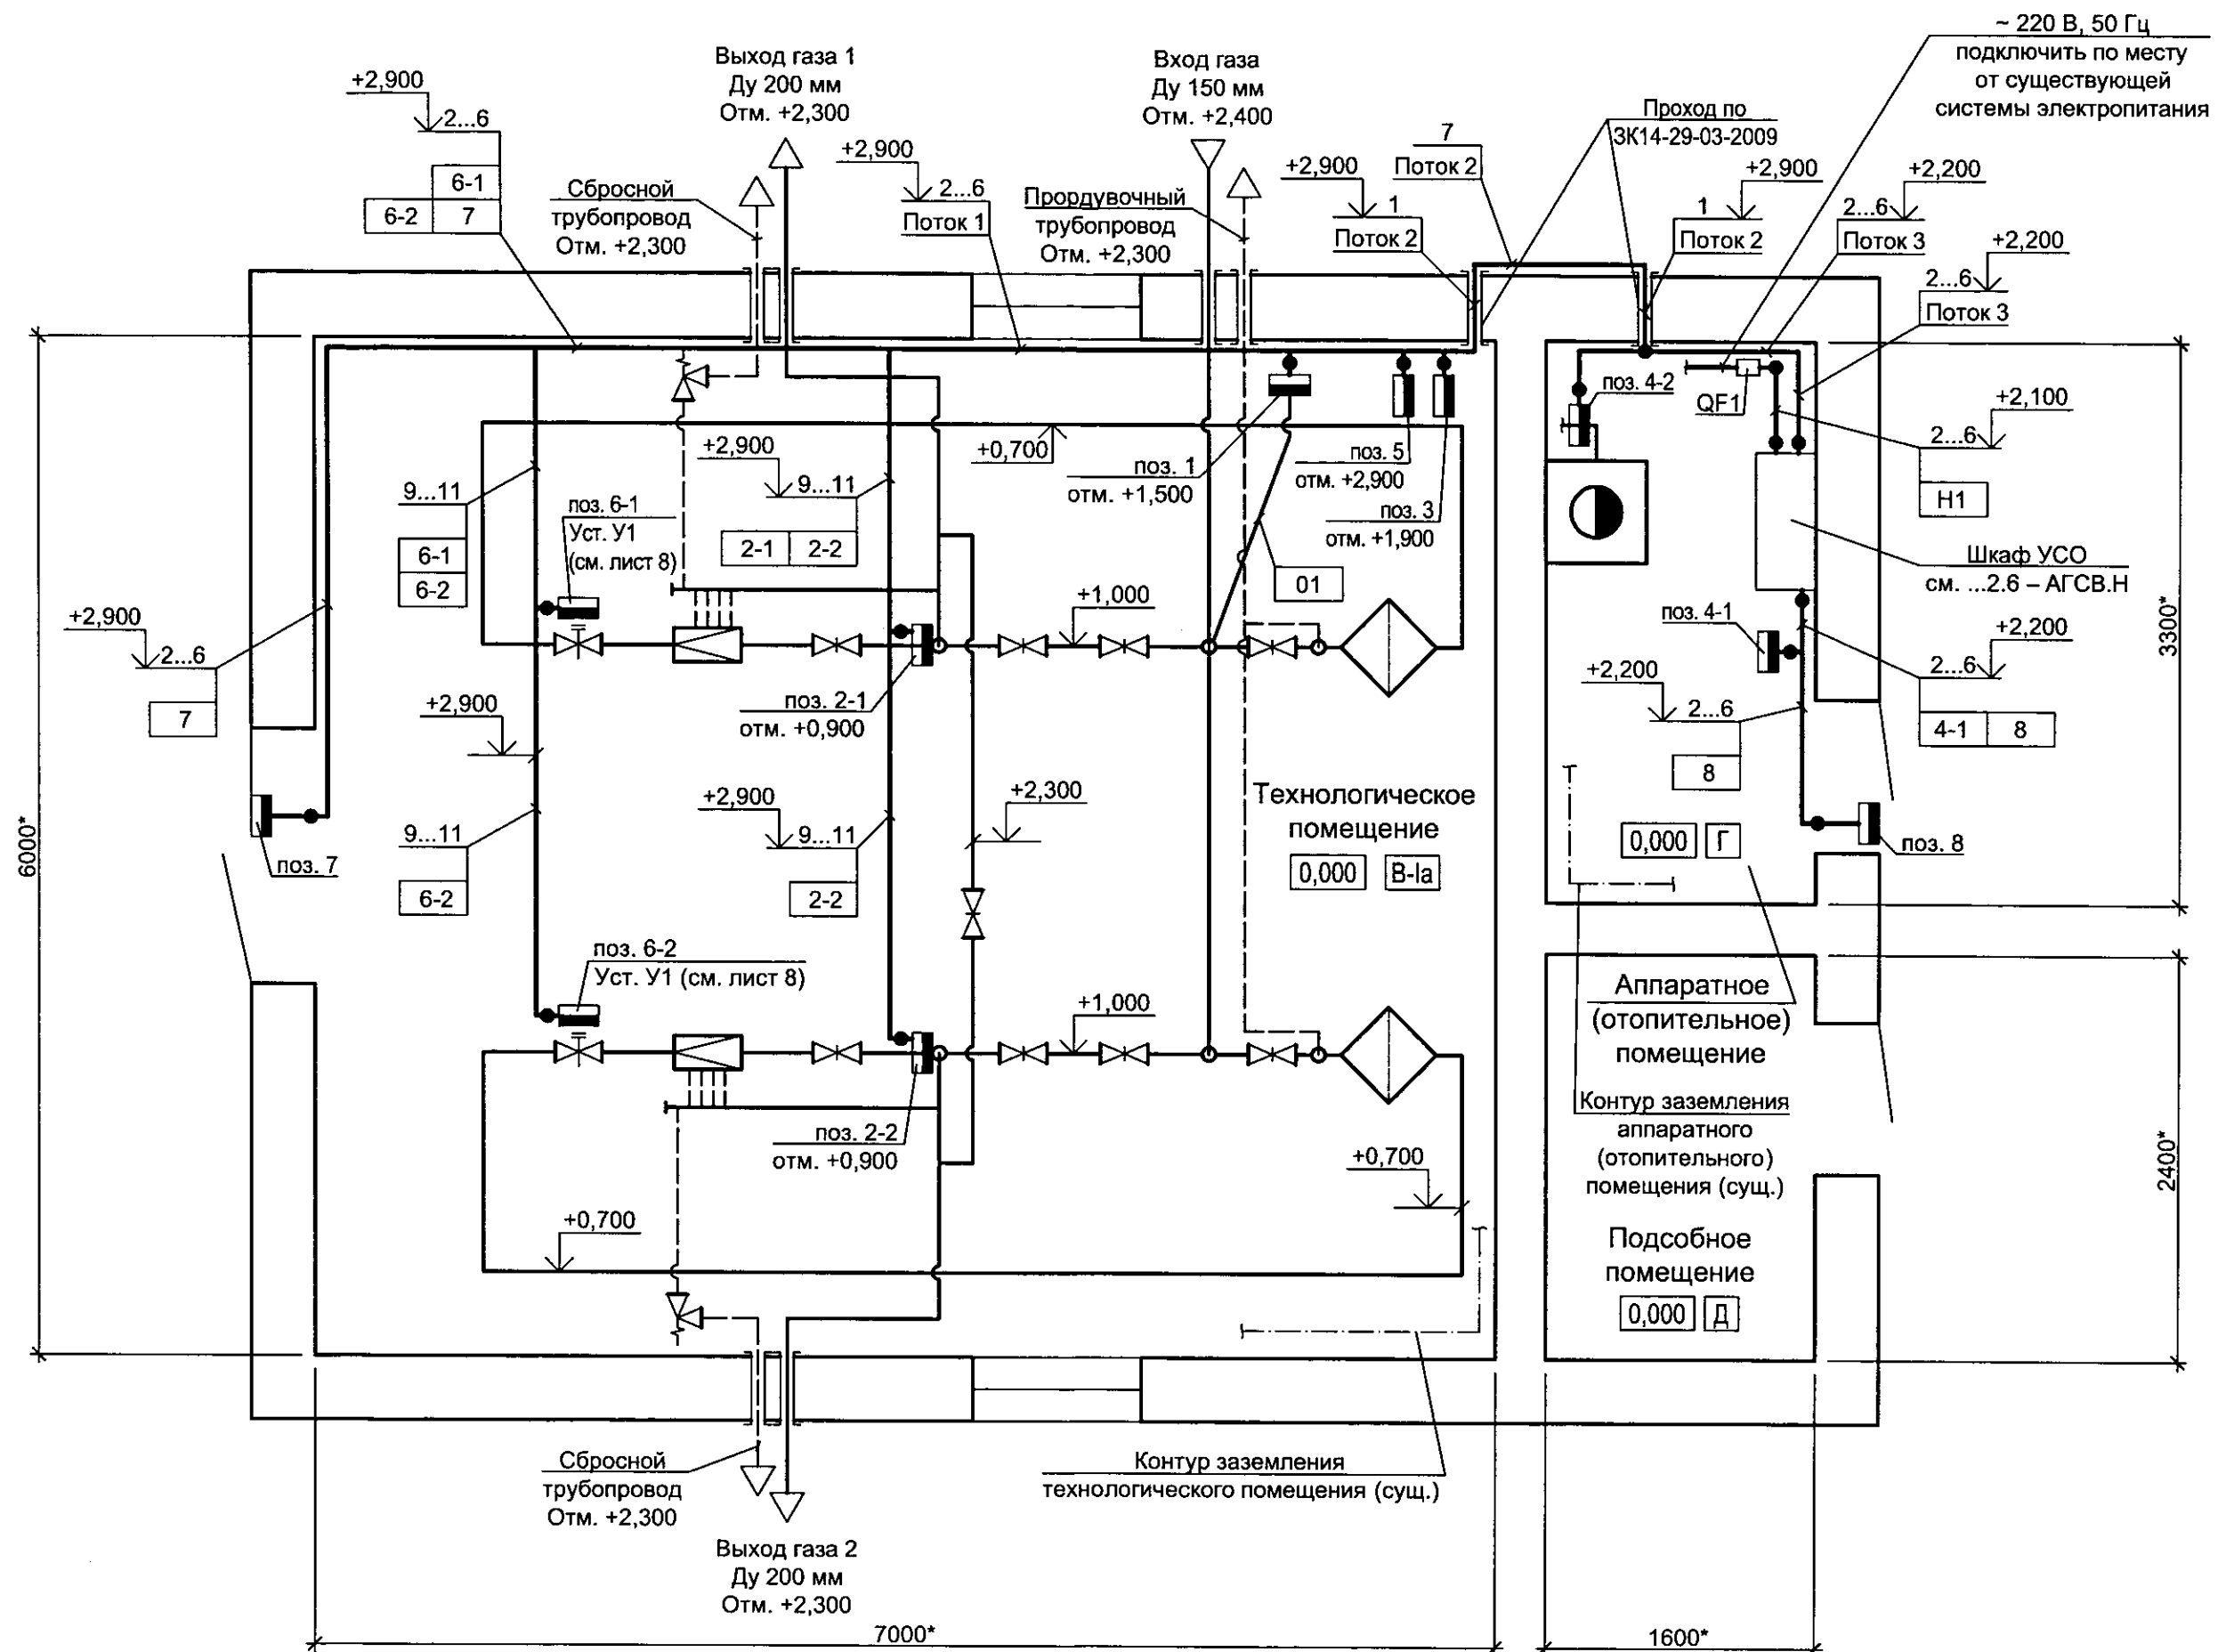 ~ 220 В, 50 Гц
подключить по месту
от существующей
системы электропитания
Выход газа 1
Ду 200 мм
Отм. +2,300
Вход газа
Ду 150 мм
Отм. +2,400
Проход по
ЗК14-29-03-2009
+2,900
2...6
6-1
6-2
7
Сбросной
трубопровод
Отм. +2,300
+2,900
2...6
Поток 1
Прордувочный
трубопровод
Отм. +2,300
+2,900
1
Поток 2
7
Поток 2
+2,900
1
Поток 2
+2,200
2...6
Поток 3
+2,200
2...6
Поток 3
поз. 4-2
QF1
+2,100
2...6
Н1
+0,700
поз. 1
отм. +1,500
поз. 5
отм. +2,900
поз. 3
отм. +1,900
+2,900
9...11
2-1
2-2
9...11
6-1
6-2
поз. 6-1
Уст. У1
(см. лист 8)
01
Шкаф УСО
см. ...2.6 – АГСВ.Н
+1,000
поз. 4-1
+2,200
2...6
4-1
8
+2,900
2...6
7
+2,900
поз. 2-1
отм. +0,900
+2,200
2...6
8
3300*
+2,900
9...11
2-2
9...11
6-2
+2,300
Технологическое
помещение
0,000
В-Iа
0,000
Г
поз. 8
поз. 7
6000*
поз. 6-2
Уст. У1 (см. лист 8)
+1,000
Аппаратное
(отопительное)
помещение
Контур заземления
аппаратного
(отопительного)
помещения (сущ.)
поз. 2-2
отм. +0,900
+0,700
2400*
+0,700
Подсобное
помещение
0,000
Д
Сбросной
трубопровод
Отм. +2,300
Контур заземления
технологического помещения (сущ.)
Выход газа 2
Ду 200 мм
Отм. +2,300
7000*
1600*